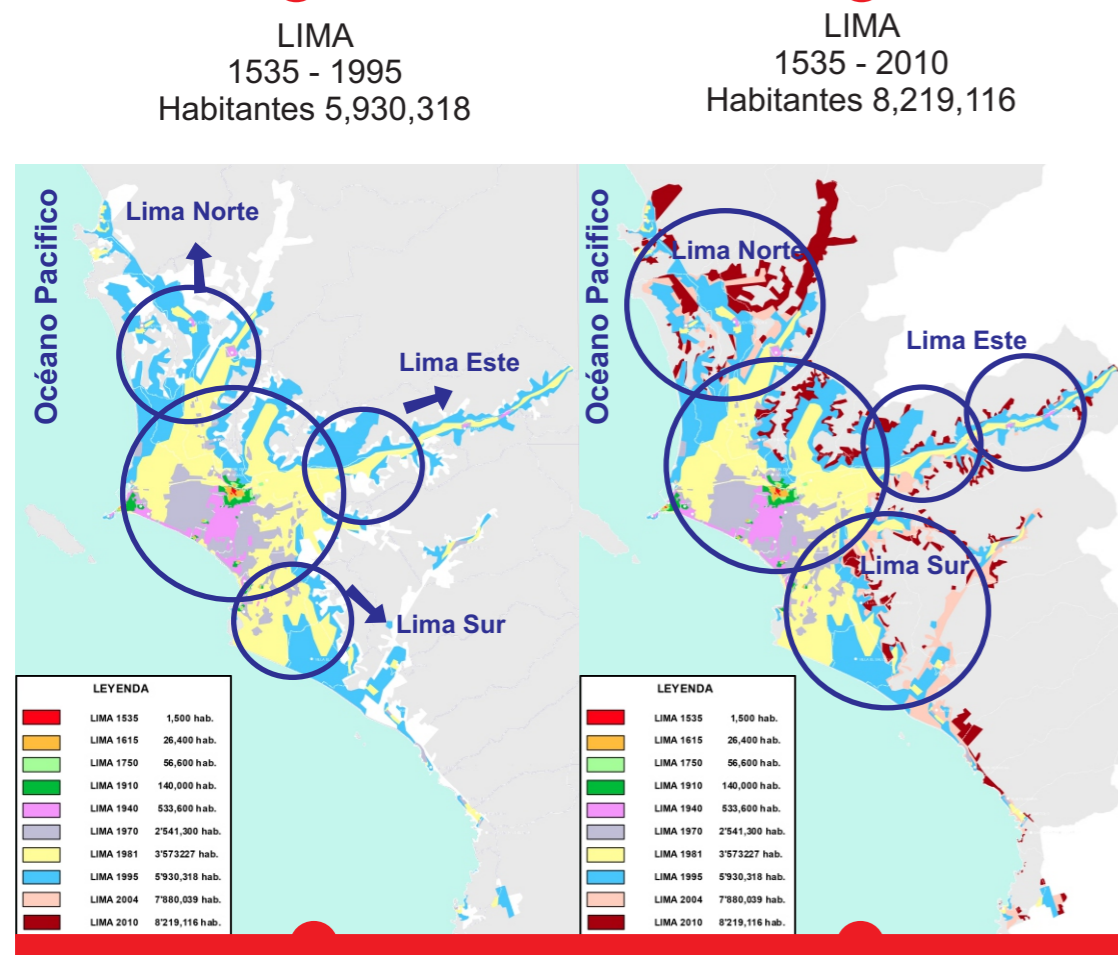 LIMA
1535 - 1995
Habitantes 5,930,318
LIMA
1535 - 2010
Habitantes 8,219,116
Océano Pacifico
Lima Norte
Lima Este
Lima Sur
LEYENDA
LIMA 1535 1,500 hab.
LIMA 1615 26,400 hab.
LIMA 1750 56,600 hab.
LIMA 1910 140,000 hab.
LIMA 1940 533,600 hab.
LIMA 1970 2'541,300 hab.
LIMA 1981 3'573227 hab.
LIMA 1995 5'930,318 hab.
LIMA 2004 7'880,039 hab.
LIMA 2010 8'219,116 hab.
Océano Pacifico
Lima Norte
Lima Este
Lima Sur
LEYENDA
LIMA 1535 1,500 hab.
LIMA 1615 26,400 hab.
LIMA 1750 56,600 hab.
LIMA 1910 140,000 hab.
LIMA 1940 533,600 hab.
LIMA 1970 2'541,300 hab.
LIMA 1981 3'573227 hab.
LIMA 1995 5'930,318 hab.
LIMA 2004 7'880,039 hab.
LIMA 2010 8'219,116 hab.